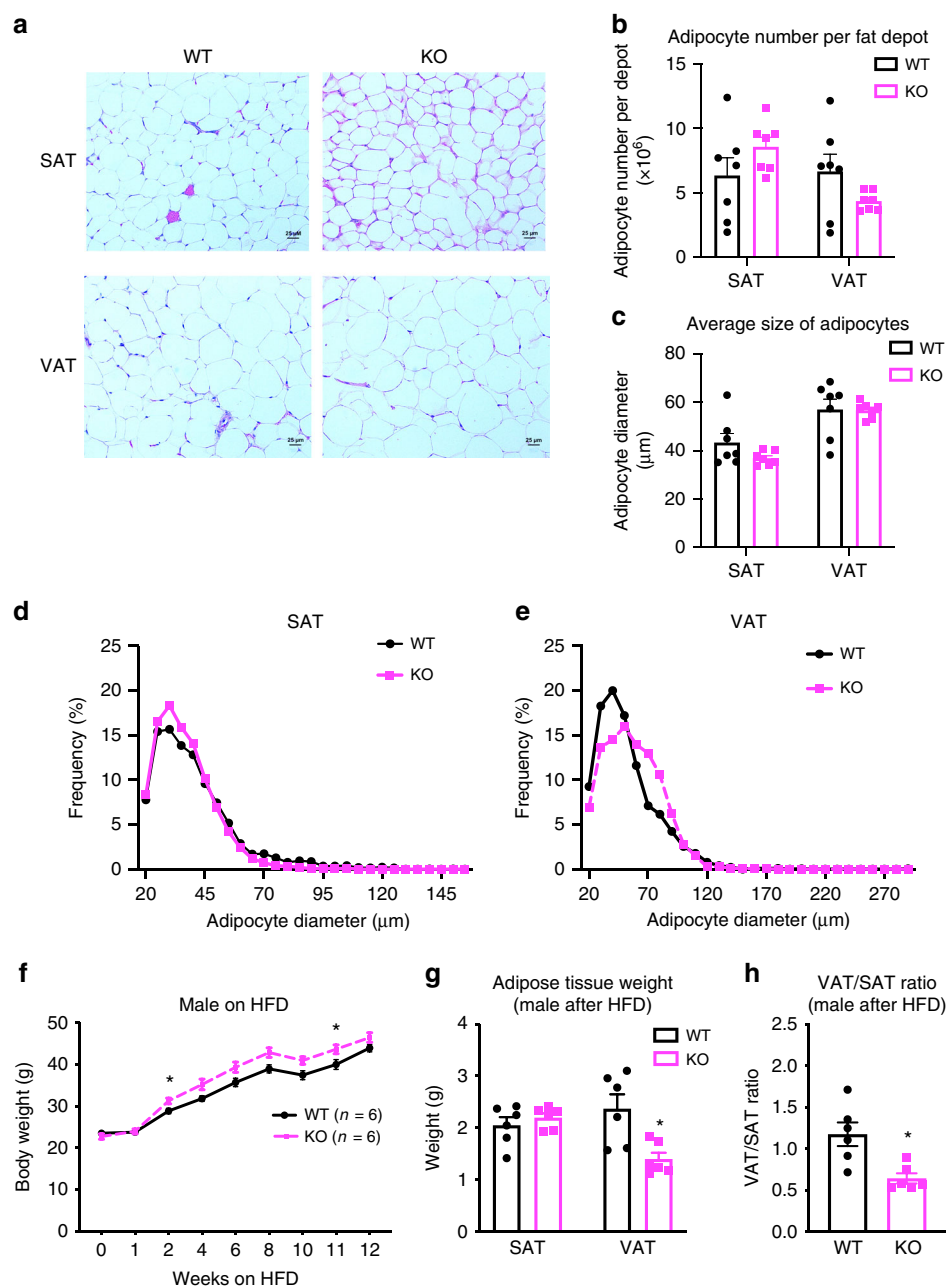 a
WT
KO
SAT
VAT
25 µM
25 µm
25 µm
25 µm
b
Adipocyte number per fat depot
WT
KO
Adipocyte number per depot
(×10⁶)
15
10
5
0
SAT
VAT
c
Average size of adipocytes
WT
KO
Adipocyte diameter
(µm)
80
60
40
20
0
SAT
VAT
d
SAT
WT
KO
Frequency (%)
25
20
15
10
5
0
20
45
70
95
120
145
Adipocyte diameter (µm)
e
VAT
WT
KO
Frequency (%)
25
20
15
10
5
0
20
70
120
170
220
270
Adipocyte diameter (µm)
f
Male on HFD
Body weight (g)
50
40
30
20
10
0
*
*
WT (n = 6)
KO (n = 6)
0
1
2
4
6
8
10
11
12
Weeks on HFD
g
Adipose tissue weight
(male after HFD)
WT
KO
Weight (g)
4
3
2
1
0
*
SAT
VAT
h
VAT/SAT ratio
(male after HFD)
VAT/SAT ratio
2.5
2.0
1.5
1.0
0.5
0.0
*
WT
KO